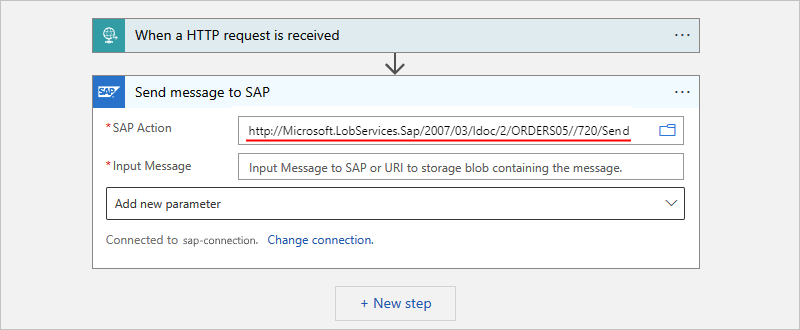 When a HTTP request is received
...
SAP Send message to SAP
...
* SAP Action http://Microsoft.LobServices.Sap/2007/03/Idoc/2/ORDERS05//720/Send
* Input Message Input Message to SAP or URI to storage blob containing the message.
Add new parameter
Connected to sap-connection. Change connection.
+ New step